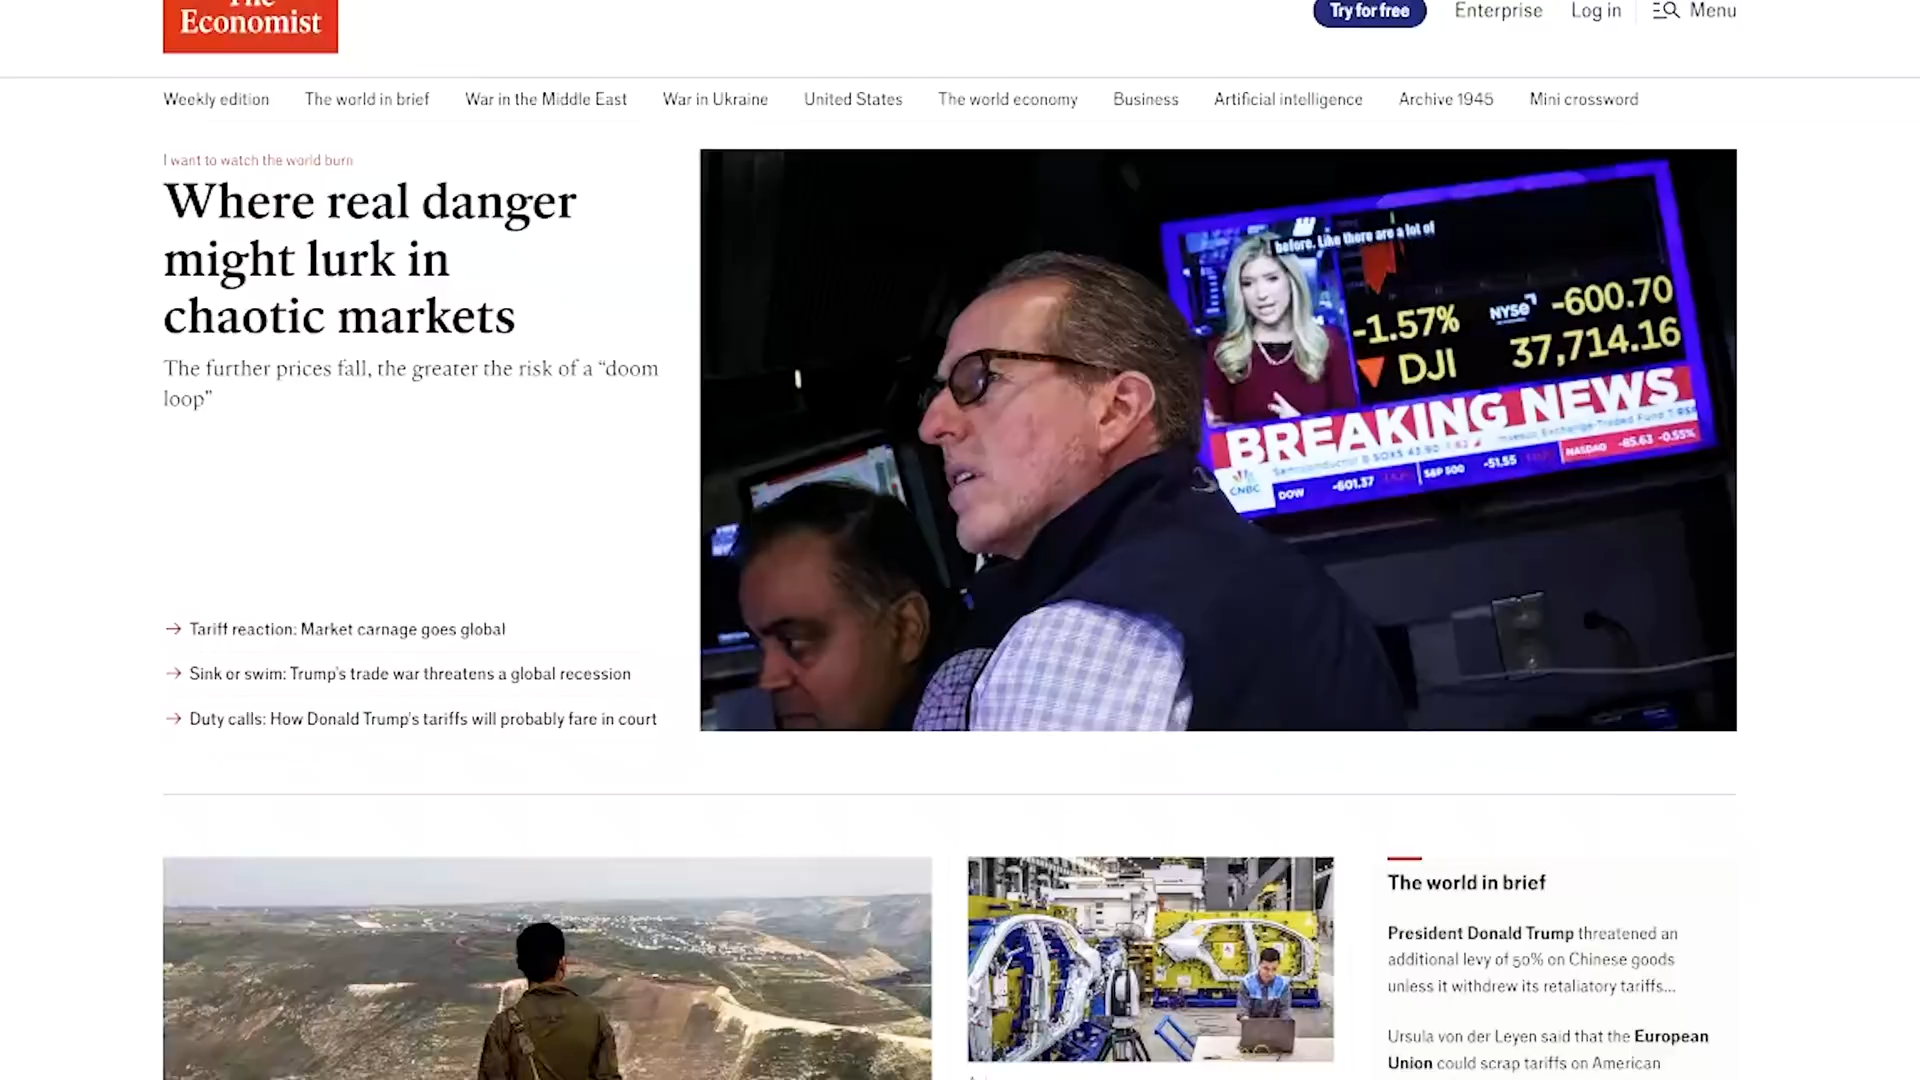 The
Economist
Try for free
Enterprise
Log in
Menu
Weekly edition
The world in brief
War in the Middle East
War in Ukraine
United States
The world economy
Business
Artificial intelligence
Archive 1945
Mini crossword
I want to watch the world burn
Where real danger
might lurk in
chaotic markets
The further prices fall, the greater the risk of a “doom
loop”
→ Tariff reaction: Market carnage goes global
→ Sink or swim: Trump's trade war threatens a global recession
→ Duty calls: How Donald Trump's tariffs will probably fare in court
before. Like there are a lot of
-1.57% NYSE -600.70
DJI 37,714.16
BREAKING NEWS
CNBC
DOW -601.37
S&P 500 -51.55
NASDAQ -85.63 -0.55%
The world in brief
President Donald Trump threatened an
additional levy of 50% on Chinese goods
unless it withdrew its retaliatory tariffs...
Ursula von der Leyen said that the European
Union could scrap tariffs on American